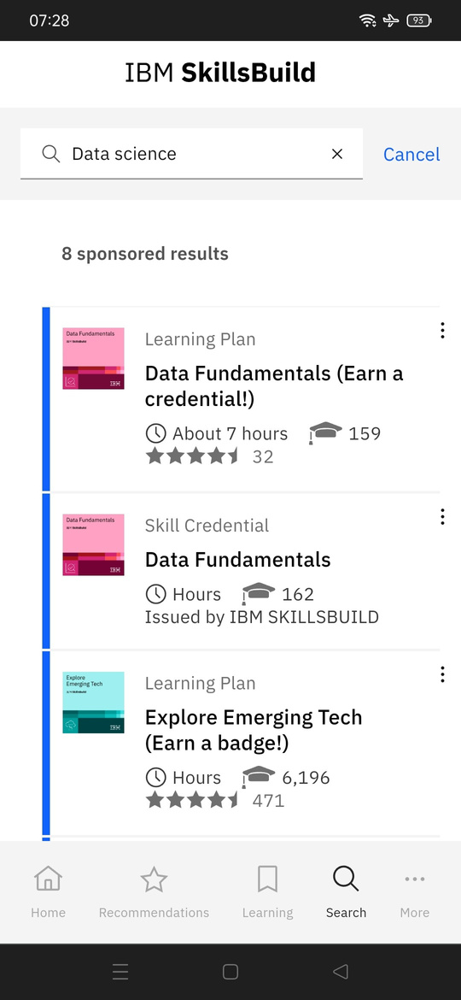 07:28
93
IBM SkillsBuild
Data science
Cancel
8 sponsored results
Data Fundamentals
IBM SkillsBuild
IBM
Learning Plan
Data Fundamentals (Earn a
credential!)
About 7 hours 159
32
Data Fundamentals
IBM SkillsBuild
IBM
Skill Credential
Data Fundamentals
Hours 162
Issued by IBM SKILLSBUILD
Explore
Emerging Tech
IBM SkillsBuild
IBM
Learning Plan
Explore Emerging Tech
(Earn a badge!)
Hours 6,196
471
Home Recommendations Learning Search More